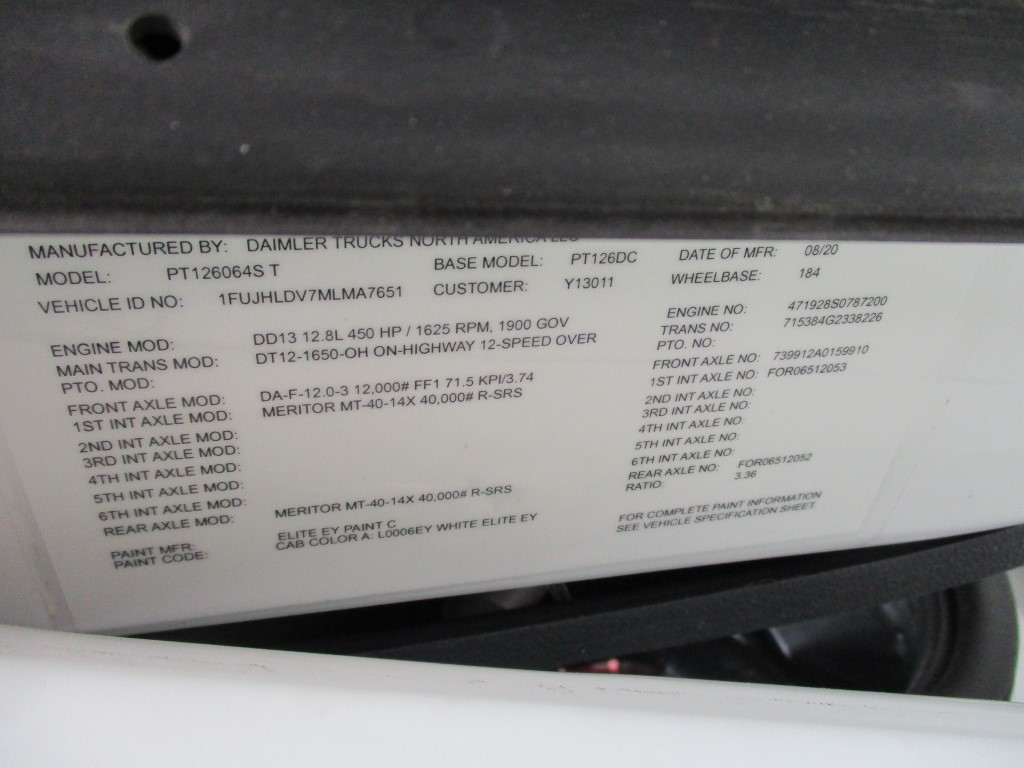 MANUFACTURED BY: DAIMLER TRUCKS NORTH AMERICA LLC
MODEL: PT126064S T BASE MODEL: PT126DC DATE OF MFR: 08/20
VEHICLE ID NO: 1FUJHLDV7MLMA7651 CUSTOMER: Y13011 WHEELBASE: 184
ENGINE MOD: DD13 12.8L 450 HP / 1625 RPM, 1900 GOV ENGINE NO: 471928S0787200
MAIN TRANS MOD: DT12-1650-OH ON-HIGHWAY 12-SPEED OVER TRANS NO: 715384G2338226
PTO. MOD: PTO. NO:
FRONT AXLE MOD: DA-F-12.0-3 12,000# FF1 71.5 KPI/3.74 FRONT AXLE NO: 739912A0159910
1ST INT AXLE MOD: MERITOR MT-40-14X 40,000# R-SRS 1ST INT AXLE NO: FOR06512053
2ND INT AXLE MOD: 2ND INT AXLE NO:
3RD INT AXLE MOD: 3RD INT AXLE NO:
4TH INT AXLE MOD: 4TH INT AXLE NO:
5TH INT AXLE MOD: 5TH INT AXLE NO:
6TH INT AXLE MOD: 6TH INT AXLE NO:
REAR AXLE MOD: MERITOR MT-40-14X 40,000# R-SRS REAR AXLE NO: FOR06512052
RATIO: 3.36
PAINT MFR: ELITE EY PAINT C FOR COMPLETE PAINT INFORMATION
PAINT CODE: CAB COLOR A: L0006EY WHITE ELITE EY SEE VEHICLE SPECIFICATION SHEET